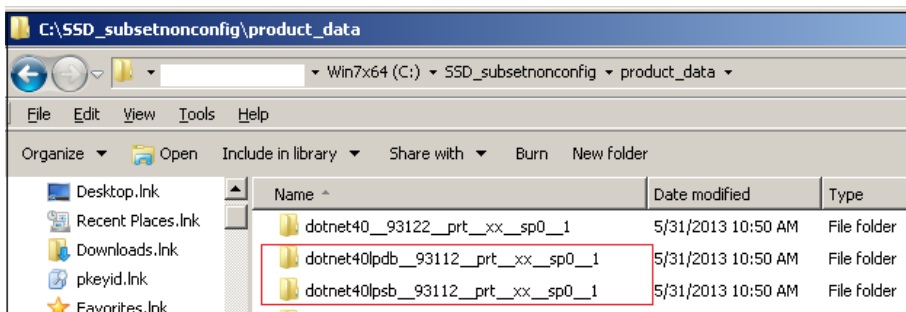 C:\SSD_subsetnonconfig\product_data
Win7x64 (C:) SSD_subsetnonconfig product_data
File Edit View Tools Help
Organize Open Include in library Share with Burn New folder
Desktop.lnk Name Date modified Type
Recent Places.lnk dotnet40__93122__prt__xx__sp0__1 5/31/2013 10:50 AM File folder
Downloads.lnk dotnet40lpdb__93112__prt__xx__sp0__1 5/31/2013 10:50 AM File folder
pkeyid.lnk dotnet40lpsb__93112__prt__xx__sp0__1 5/31/2013 10:50 AM File folder
Favorites.lnk